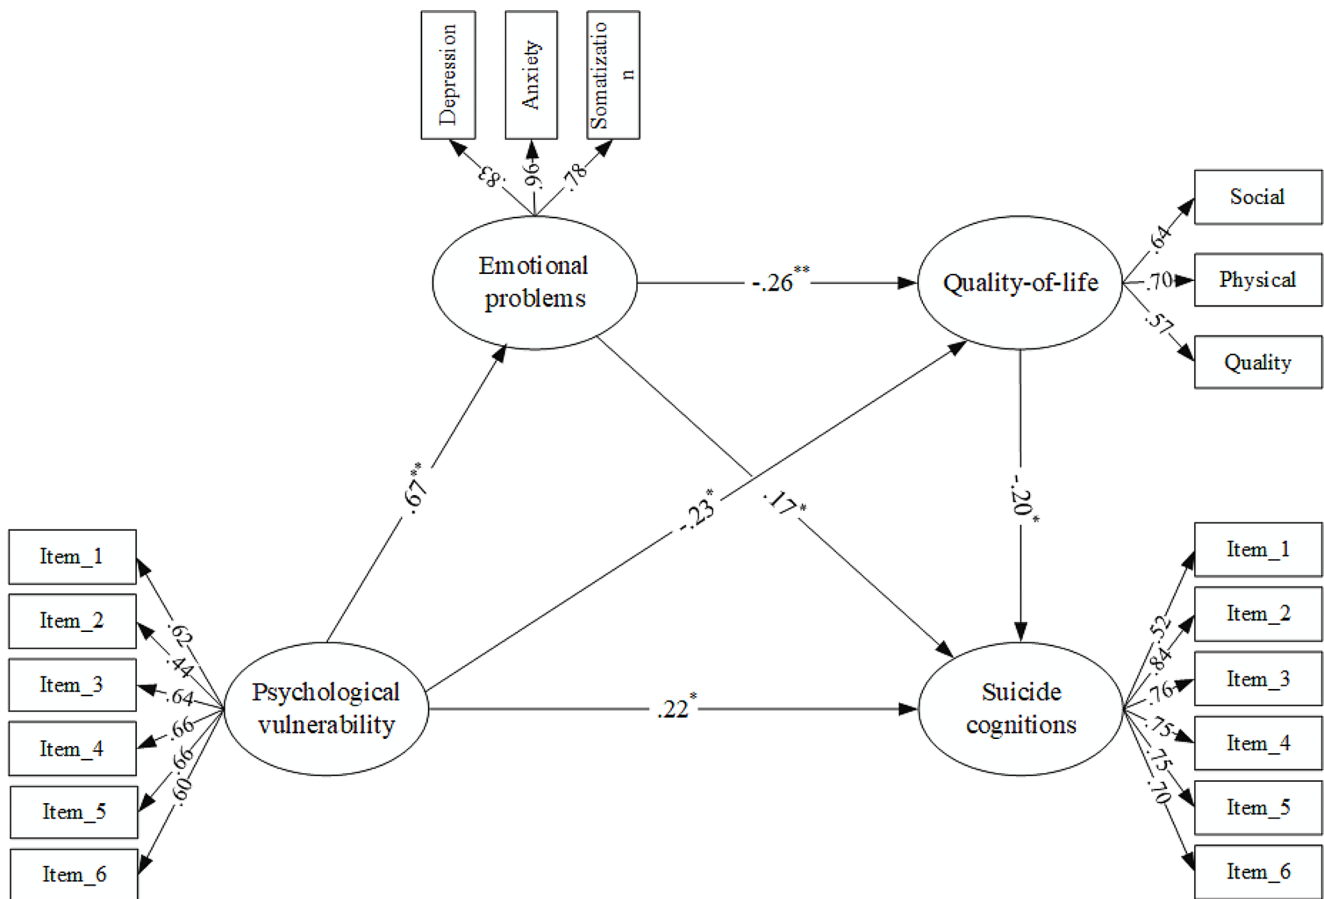 Depression
Anxiety
Somatizatio
n
.83
.96
.78
Emotional
problems
-.26**
Quality-of-life
.64
.70
.57
Social
Physical
Quality
.67**
-.23*
.17*
-.20*
Item_1
Item_2
Item_3
Item_4
Item_5
Item_6
.62
.44
.64
.66
.66
.60
Psychological
vulnerability
.22*
Suicide
cognitions
.52
.84
.76
.75
.75
.70
Item_1
Item_2
Item_3
Item_4
Item_5
Item_6